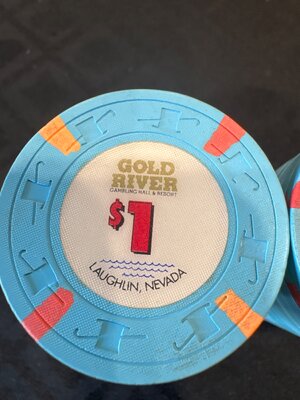 GOLD
RIVER
GAMBLING HALL & RESORT
$1
LAUGHLIN, NEVADA